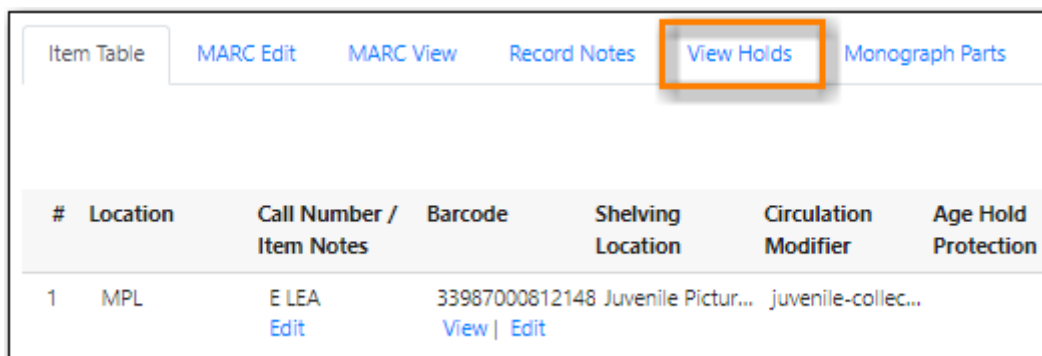 Item Table MARC Edit MARC View Record Notes View Holds Monograph Parts
# Location Call Number / Barcode Shelving Circulation Age Hold
Item Notes Location Modifier Protection
1 MPL E LEA 33987000812148 Juvenile Pictur... juvenile-collec...
Edit View | Edit